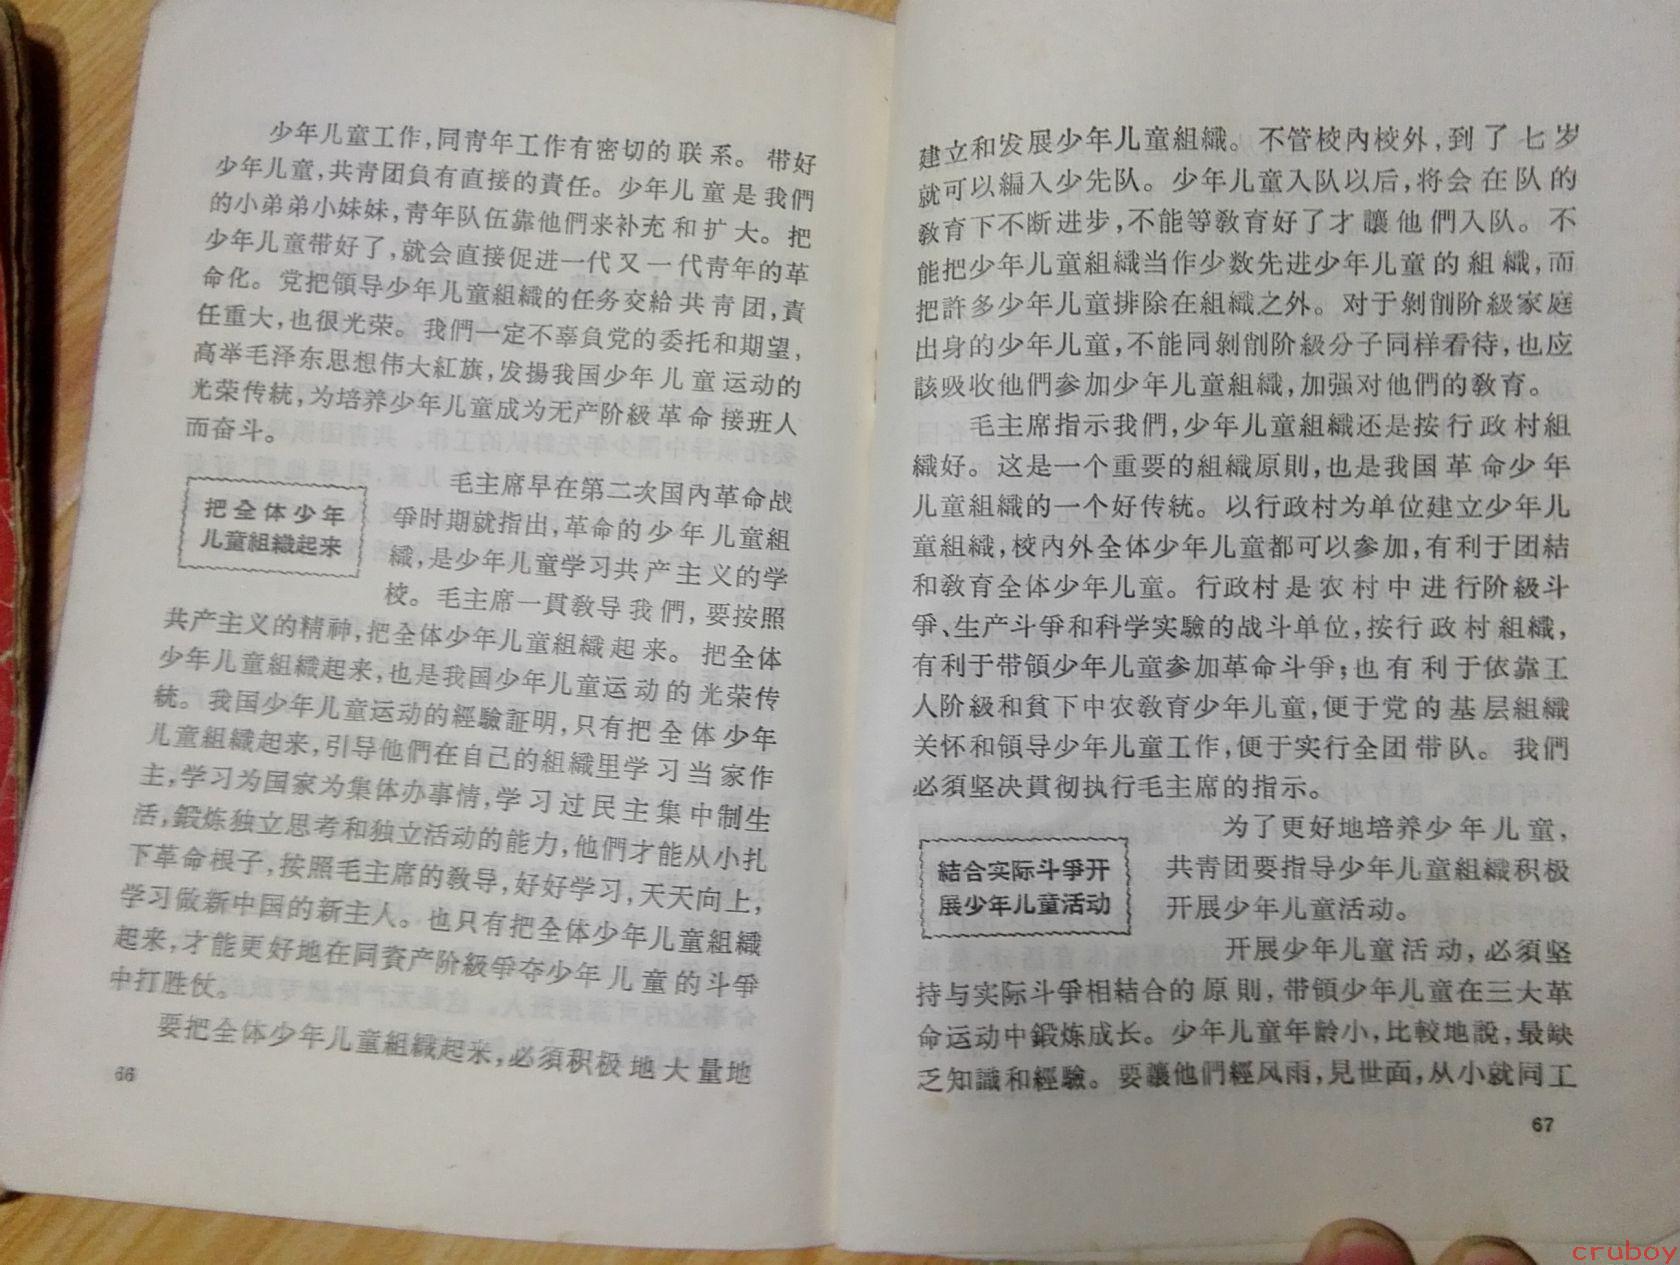 少年儿童工作,同青年工作有密切的联系。带好
少年儿童,共青团負有直接的責任。少年儿童是我們
的小弟弟小妹妹,青年队伍靠他們来补充和扩大。把
少年儿童带好了,就会直接促进一代又一代青年的革
命化。党把領导少年儿童組織的任务交給共青团,責
任重大,也很光荣。我們一定不辜負党的委托和期望,
高举毛泽东思想伟大紅旗,发揚我国少年儿童运动的
光荣传統,为培养少年儿童成为无产阶級革命接班人
而奋斗。
把全体少年
儿童組織起来
毛主席早在第二次国內革命战
爭时期就指出,革命的少年儿童組
織,是少年儿童学习共产主义的学
校。毛主席一貫敎导我們,要按照
共产主义的精神,把全体少年儿童組織起来。把全体
少年儿童組織起来,也是我国少年儿童运动的光荣传
統。我国少年儿童运动的經驗証明,只有把全体少年
儿童組織起来,引导他們在自己的組織里学习当家作
主,学习为国家为集体办事情,学习过民主集中制生
活,鍛炼独立思考和独立活动的能力,他們才能从小扎
下革命根子,按照毛主席的敎导,好好学习,天天向上,
学习做新中国的新主人。也只有把全体少年儿童組織
起来,才能更好地在同資产阶級爭夺少年儿童的斗爭
中打胜仗。
要把全体少年儿童組織起来,必須积极地大量地
66
建立和发展少年儿童組織。不管校內校外,到了七岁
就可以編入少先队。少年儿童入队以后,将会在队的
敎育下不断进步,不能等敎育好了才讓他們入队。不
能把少年儿童組織当作少数先进少年儿童的組織,而
把許多少年儿童排除在組織之外。对于剝削阶級家庭
出身的少年儿童,不能同剝削阶級分子同样看待,也应
該吸收他們参加少年儿童組織,加强对他們的敎育。
毛主席指示我們,少年儿童組織还是按行政村組
織好。这是一个重要的組織原則,也是我国革命少年
儿童組織的一个好传統。以行政村为单位建立少年儿
童組織,校內外全体少年儿童都可以参加,有利于团結
和敎育全体少年儿童。行政村是农村中进行阶級斗
爭、生产斗爭和科学实驗的战斗单位,按行政村組織,
有利于带領少年儿童参加革命斗爭;也有利于依靠工
人阶級和貧下中农敎育少年儿童,便于党的基层組織
关怀和領导少年儿童工作,便于实行全团带队。我們
必須坚决貫彻执行毛主席的指示。
結合实际斗爭开
展少年儿童活动
为了更好地培养少年儿童,
共青团要指导少年儿童組織积极
开展少年儿童活动。
开展少年儿童活动,必須坚
持与实际斗爭相結合的原則,带領少年儿童在三大革
命运动中鍛炼成长。少年儿童年龄小,比較地說,最缺
乏知識和經驗。要讓他們經风雨,見世面,从小就同工
67
cruboy